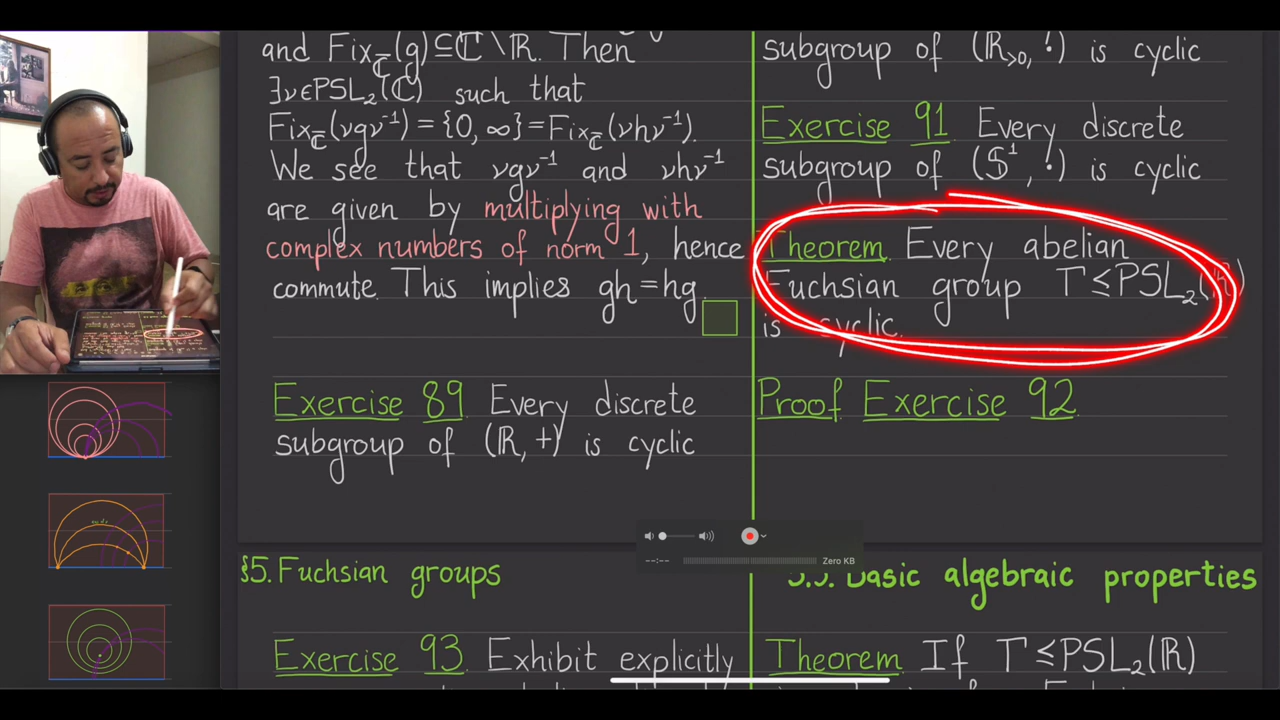 and Fix_C̅(g)⊆ℂ∖ℝ. Then
∃ν∈PSL₂(ℂ) such that
Fix_C̅(νgν⁻¹)={0,∞}=Fix_C̅(νhν⁻¹).
We see that νgν⁻¹ and νhν⁻¹
are given by multiplying with
complex numbers of norm 1, hence
commute. This implies gh=hg.
Exercise 89 Every discrete
subgroup of (ℝ,+) is cyclic
subgroup of (ℝ>0,·) is cyclic
Exercise 91. Every discrete
subgroup of (𝕊¹,·) is cyclic
Theorem. Every abelian
Fuchsian group Γ≤PSL₂(ℝ)
is cyclic.
Proof. Exercise 92.
--:--
Zero KB
§5. Fuchsian groups
5.5. Basic algebraic properties
Exercise 93. Exhibit explicitly
Theorem. If Γ≤PSL₂(ℝ)